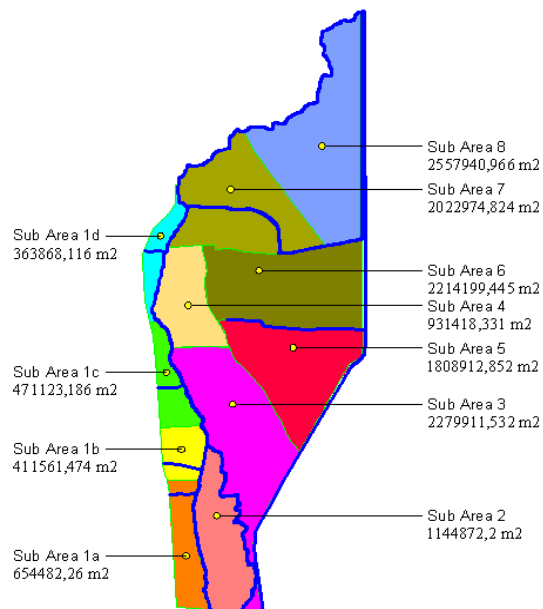 Sub Area 8
2557940,966 m2
Sub Area 7
2022974,824 m2
Sub Area 1d
363868,116 m2
Sub Area 6
2214199,445 m2
Sub Area 4
931418,331 m2
Sub Area 5
1808912,852 m2
Sub Area 1c
471123,186 m2
Sub Area 3
2279911,532 m2
Sub Area 1b
411561,474 m2
Sub Area 2
1144872,2 m2
Sub Area 1a
654482,26 m2